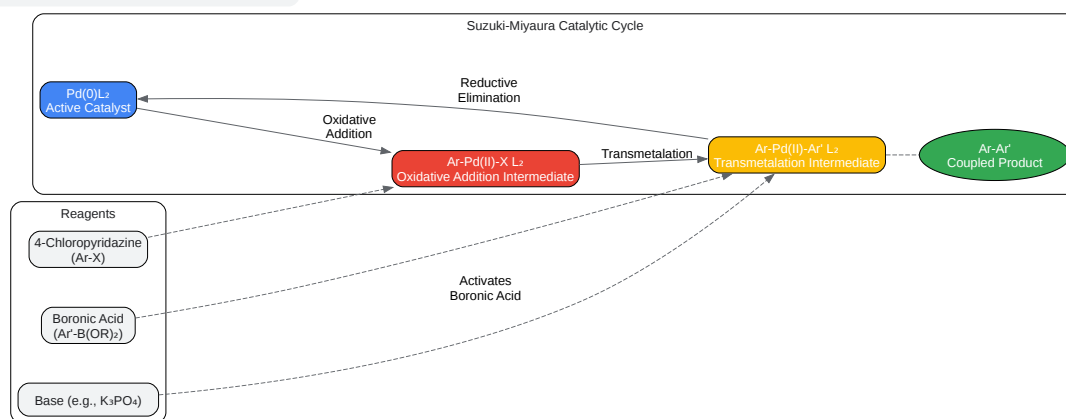 Suzuki-Miyaura Catalytic Cycle
Reductive
Elimination
Pd(0)L₂
Active Catalyst
Oxidative
Addition
Ar-Pd(II)-X L₂
Oxidative Addition Intermediate
Transmetalation
Ar-Pd(II)-Ar' L₂
Transmetalation Intermediate
Ar-Ar'
Coupled Product
Reagents
4-Chloropyridazine
(Ar-X)
Boronic Acid
(Ar'-B(OR)₂)
Activates
Boronic Acid
Base (e.g., K₃PO₄)